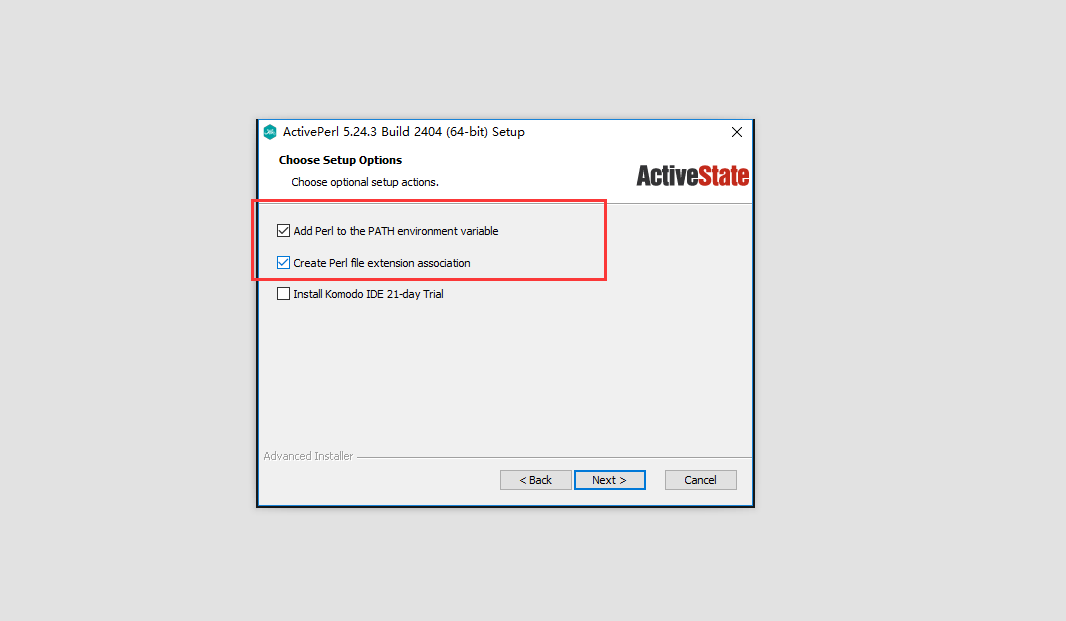 ActivePerl 5.24.3 Build 2404 (64-bit) Setup
Choose Setup Options
Choose optional setup actions.
ActiveState
Add Perl to the PATH environment variable
Create Perl file extension association
Install Komodo IDE 21-day Trial
Advanced Installer
< Back Next > Cancel